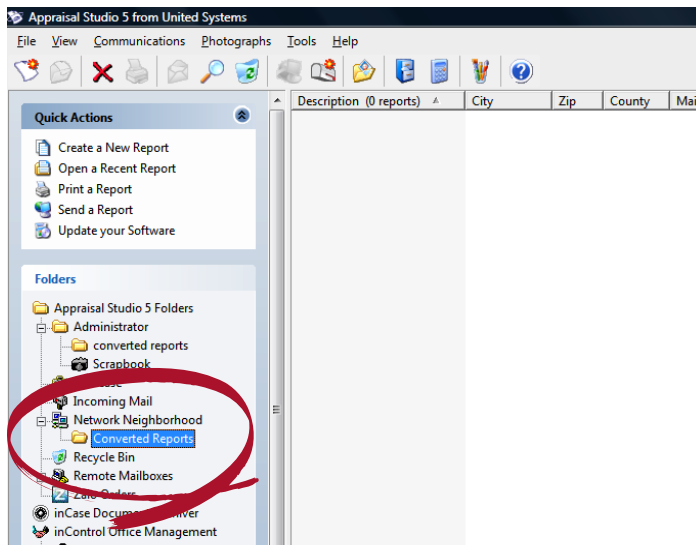 Appraisal Studio 5 from United Systems
File View Communications Photographs Tools Help
Quick Actions
Create a New Report
Open a Recent Report
Print a Report
Send a Report
Update your Software
Folders
Appraisal Studio 5 Folders
Administrator
converted reports
Scrapbook
Incoming Mail
Network Neighborhood
Converted Reports
Recycle Bin
Remote Mailboxes
Zaio Orders
inCase Document
inControl Office Management
Description (0 reports) City Zip County Mai